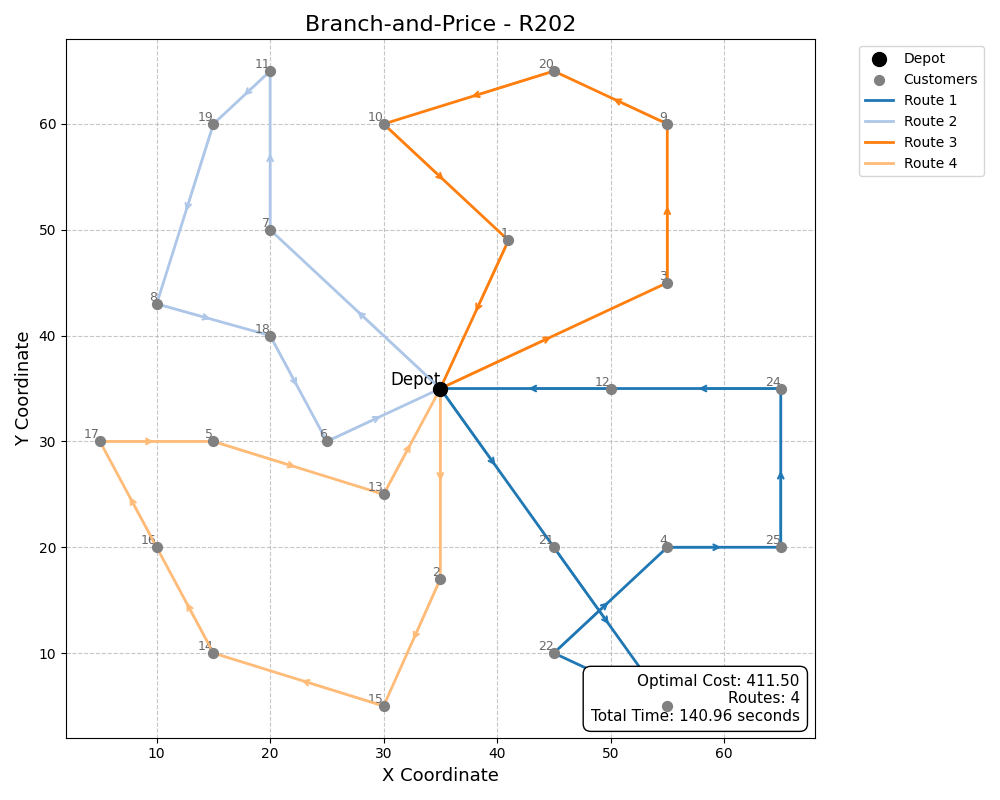 Branch-and-Price - R202
Depot
Customers
Route 1
Route 2
Route 3
Route 4
Y Coordinate
60
50
40
30
20
10
11
20
19
10
9
7
1
3
8
18
Depot
12
24
6
17
5
13
16
21
4
25
2
14
22
15
Optimal Cost: 411.50
Routes: 4
Total Time: 140.96 seconds
10
20
30
40
50
60
X Coordinate